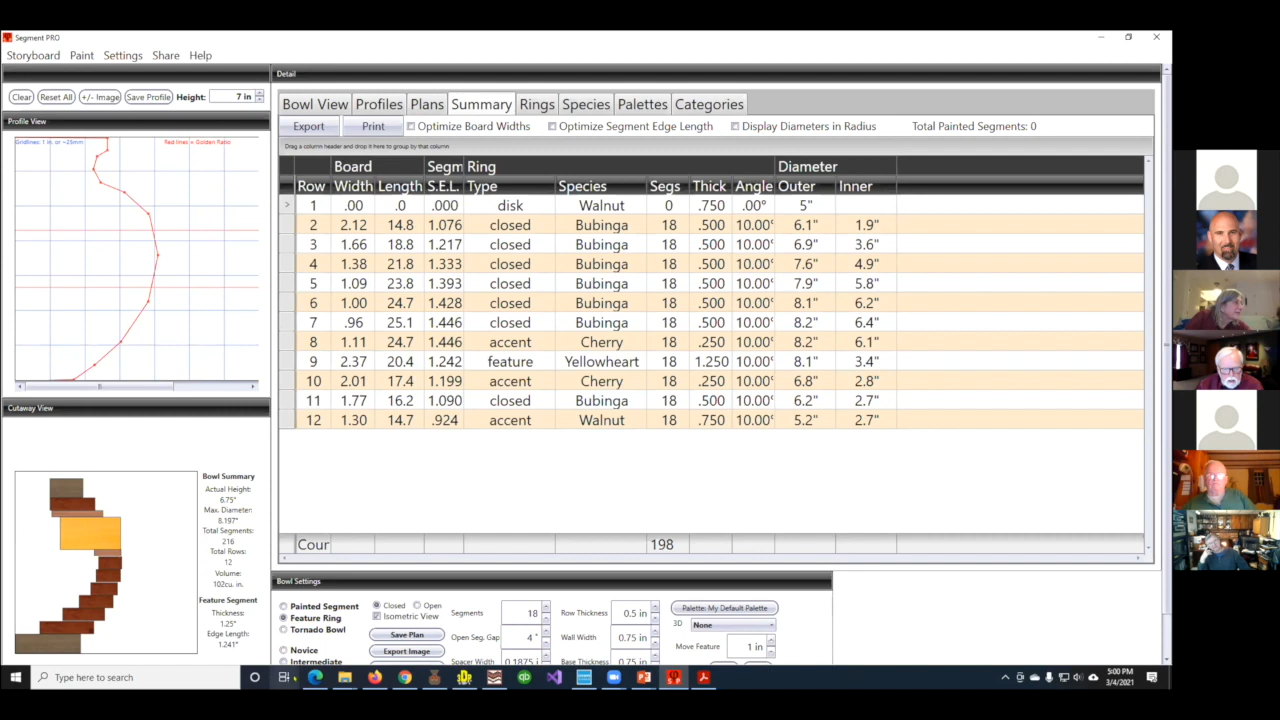 Segment PRO
Storyboard Paint Settings Share Help
Clear Reset All +/- Image Save Profile Height: 7 in
Profile View
Gridlines: 1 in. or ~25mm Red lines = Golden Ratio
Cutaway View
Bowl Summary
Actual Height:
6.75"
Max. Diameter:
8.197"
Total Segments:
216
Total Rows:
12
Volume:
102cu. in.
Feature Segment
Thickness:
1.25"
Edge Length:
1.241"
Detail
Bowl View Profiles Plans Summary Rings Species Palettes Categories
Export Print Optimize Board Widths Optimize Segment Edge Length Display Diameters in Radius Total Painted Segments: 0
Drag a column header and drop it here to group by that column
Board Segm Ring Diameter
Row Width Length S.E.L. Type Species Segs Thick Angle Outer Inner
> 1 .00 .0 .000 disk Walnut 0 .750 .00° 5"
2 2.12 14.8 1.076 closed Bubinga 18 .500 10.00° 6.1" 1.9"
3 1.66 18.8 1.217 closed Bubinga 18 .500 10.00° 6.9" 3.6"
4 1.38 21.8 1.333 closed Bubinga 18 .500 10.00° 7.6" 4.9"
5 1.09 23.8 1.393 closed Bubinga 18 .500 10.00° 7.9" 5.8"
6 1.00 24.7 1.428 closed Bubinga 18 .500 10.00° 8.1" 6.2"
7 .96 25.1 1.446 closed Bubinga 18 .500 10.00° 8.2" 6.4"
8 1.11 24.7 1.446 accent Cherry 18 .250 10.00° 8.2" 6.1"
9 2.37 20.4 1.242 feature Yellowheart 18 1.250 10.00° 8.1" 3.4"
10 2.01 17.4 1.199 accent Cherry 18 .250 10.00° 6.8" 2.8"
11 1.77 16.2 1.090 closed Bubinga 18 .500 10.00° 6.2" 2.7"
12 1.30 14.7 .924 accent Walnut 18 .750 10.00° 5.2" 2.7"
Cour 198
Bowl Settings
Painted Segment Closed Open Segments 18 Row Thickness 0.5 in Palette: My Default Palette
Feature Ring Isometric View 3D None
Tornado Bowl Save Plan Open Seg. Gap 4 ° Wall Width 0.75 in Move Feature 1 in
Novice Export Image
Intermediate Spacer Width 0.1875 i Base Thickness 0.75 in
Type here to search
5:00 PM
3/4/2021